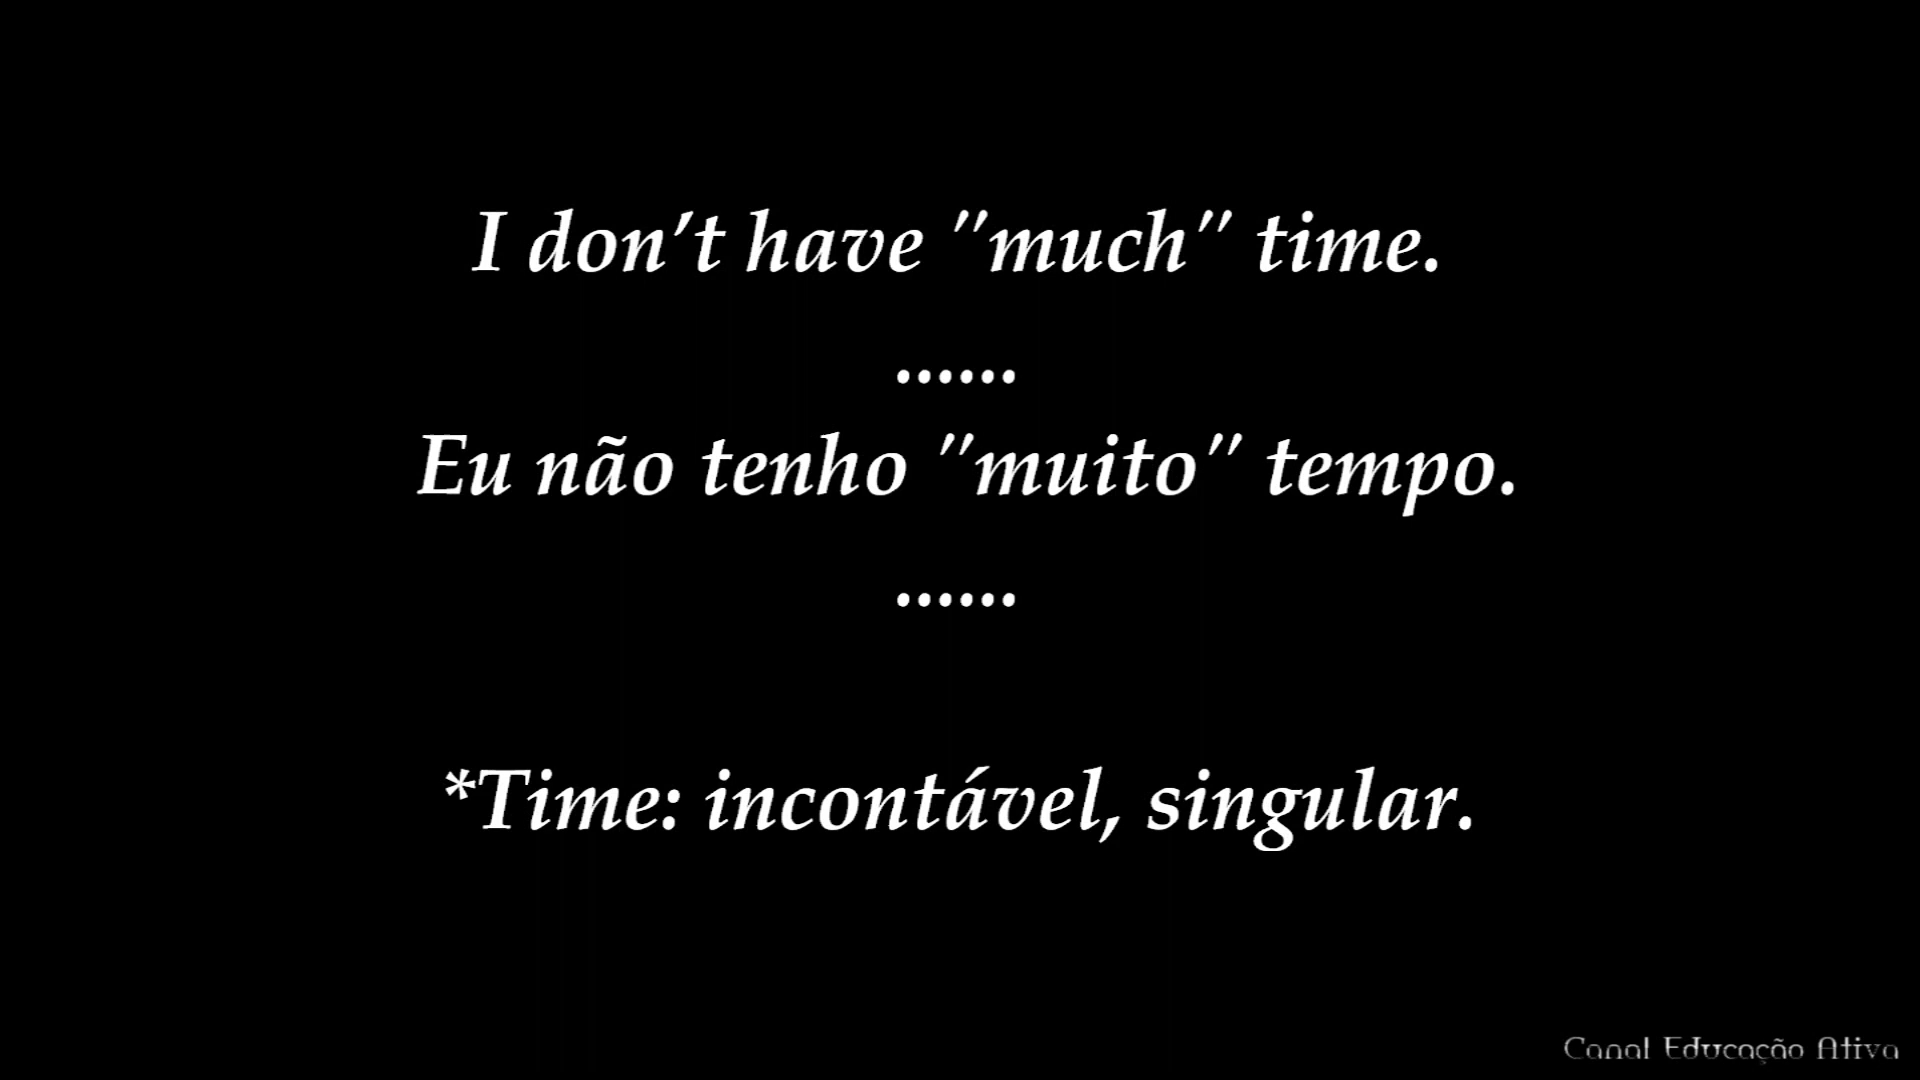 I don’t have "much" time.
......
Eu não tenho "muito" tempo.
......
*Time: incontável, singular.
Canal Educação Ativa